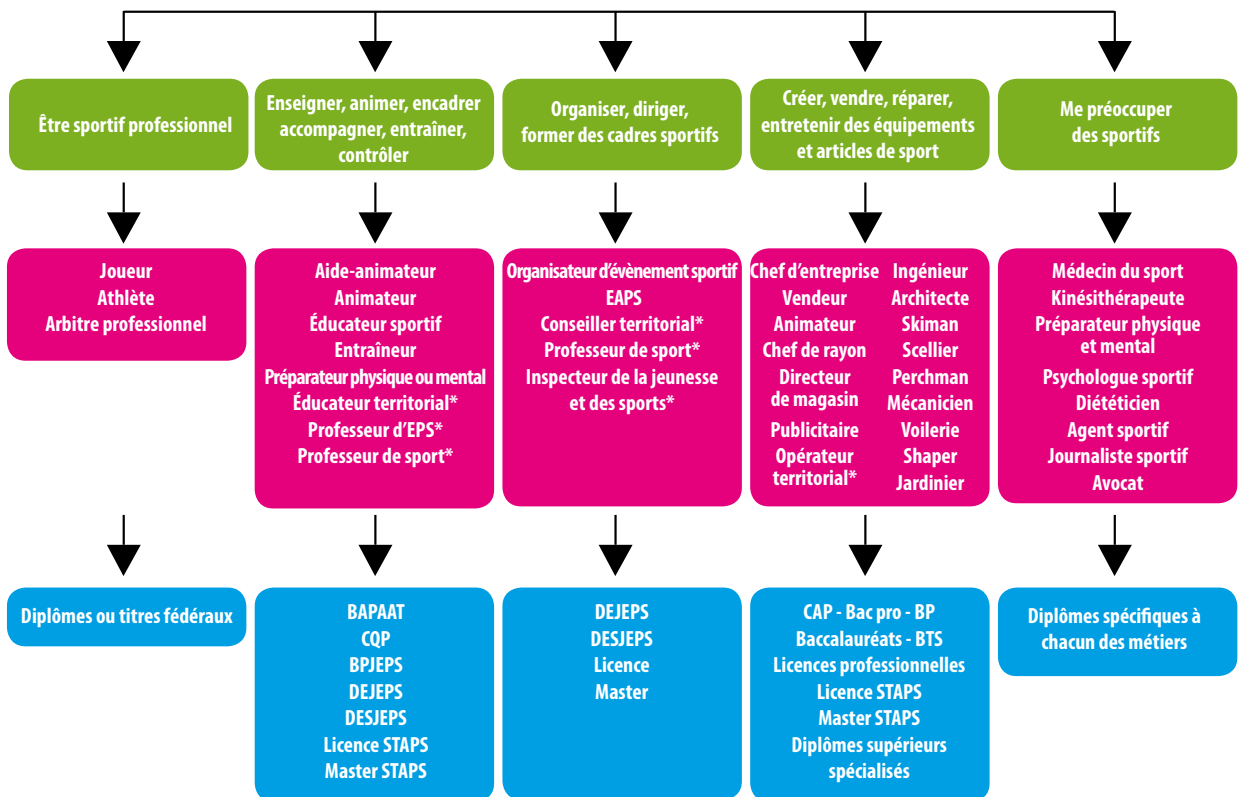 Être sportif professionnel
Enseigner, animer, encadrer
accompagner, entraîner,
contrôler
Organiser, diriger,
former des cadres sportifs
Créer, vendre, réparer,
entretenir des équipements
et articles de sport
Me préoccuper
des sportifs
Joueur
Athlète
Arbitre professionnel
Aide-animateur
Animateur
Éducateur sportif
Entraîneur
Préparateur physique ou mental
Éducateur territorial*
Professeur d'EPS*
Professeur de sport*
Organisateur d'évènement sportif
EAPS
Conseiller territorial*
Professeur de sport*
Inspecteur de la jeunesse
et des sports*
Chef d'entreprise
Vendeur
Animateur
Chef de rayon
Directeur
de magasin
Publicitaire
Opérateur
territorial*
Ingénieur
Architecte
Skiman
Scellier
Perchman
Mécanicien
Voilerie
Shaper
Jardinier
Médecin du sport
Kinésithérapeute
Préparateur physique
et mental
Psychologue sportif
Diététicien
Agent sportif
Journaliste sportif
Avocat
Diplômes ou titres fédéraux
BAPAAT
CQP
BPJEPS
DEJEPS
DESJEPS
Licence STAPS
Master STAPS
DEJEPS
DESJEPS
Licence
Master
CAP - Bac pro - BP
Baccalauréats - BTS
Licences professionnelles
Licence STAPS
Master STAPS
Diplômes supérieurs
spécialisés
Diplômes spécifiques à
chacun des métiers